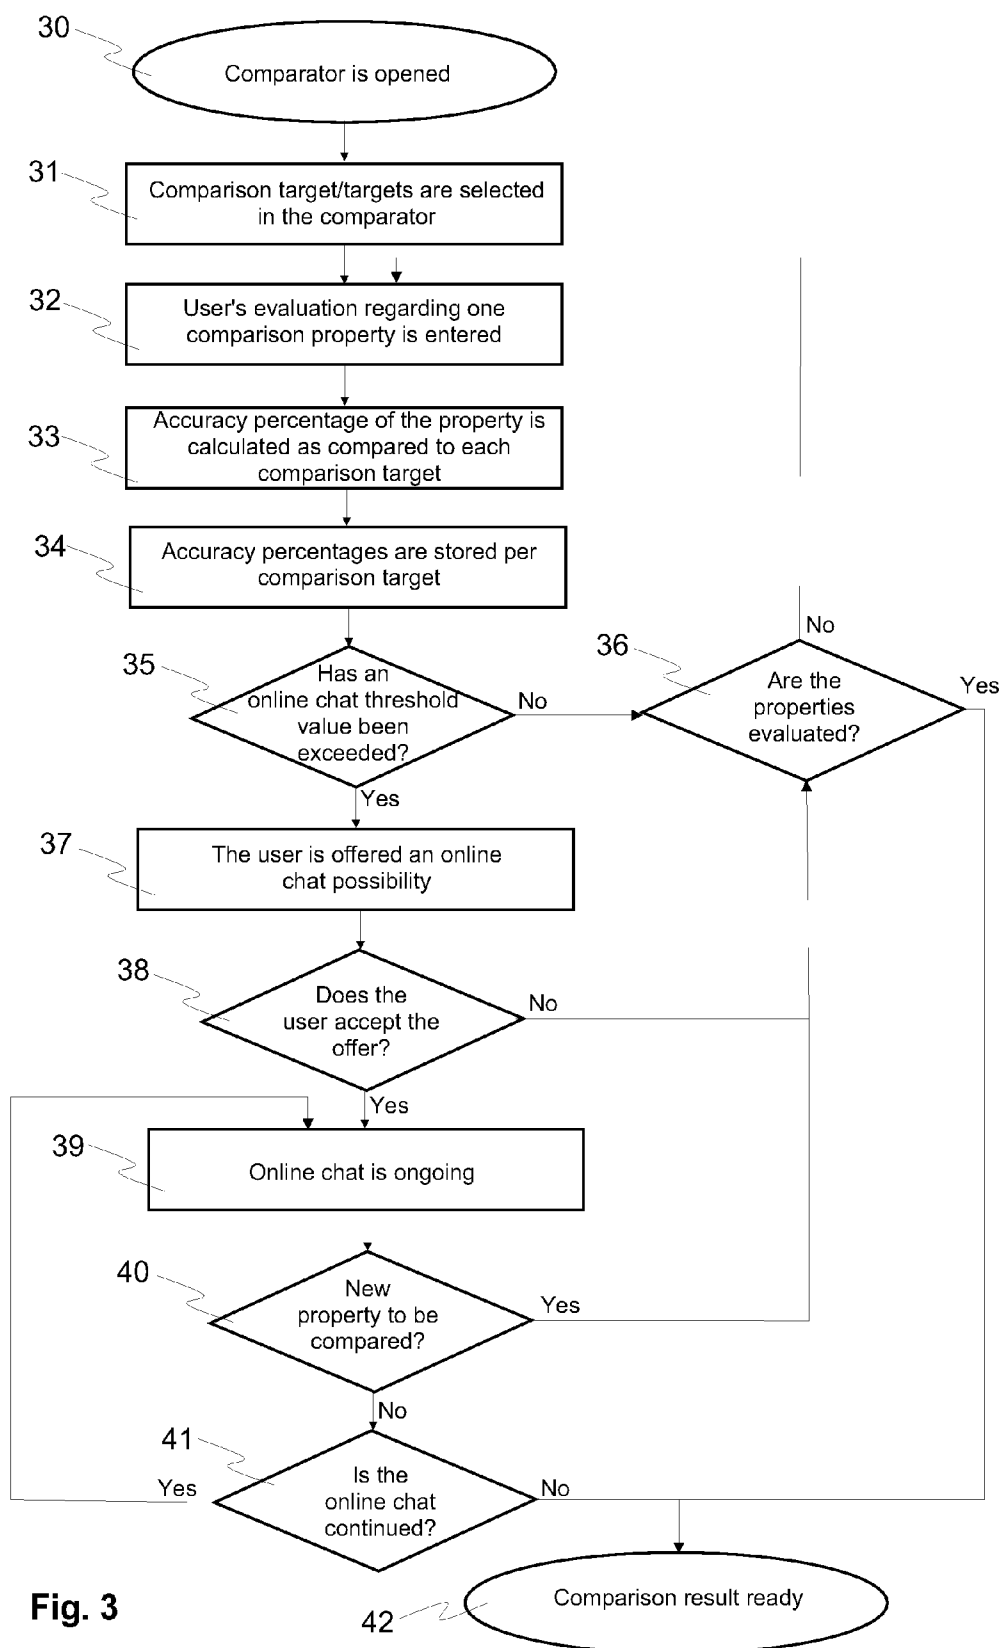 30
Comparator is opened
31
Comparison target/targets are selected
in the comparator
32
User's evaluation regarding one
comparison property is entered
33
Accuracy percentage of the property is
calculated as compared to each
comparison target
34
Accuracy percentages are stored per
comparison target
35
Has an
online chat threshold
value been
exceeded?
No
36
No
Are the
properties
evaluated?
Yes
Yes
37
The user is offered an online
chat possibility
38
Does the
user accept the
offer?
No
Yes
39
Online chat is ongoing
40
New
property to be
compared?
Yes
No
41
Is the
online chat
continued?
Yes
No
Fig. 3
42
Comparison result ready